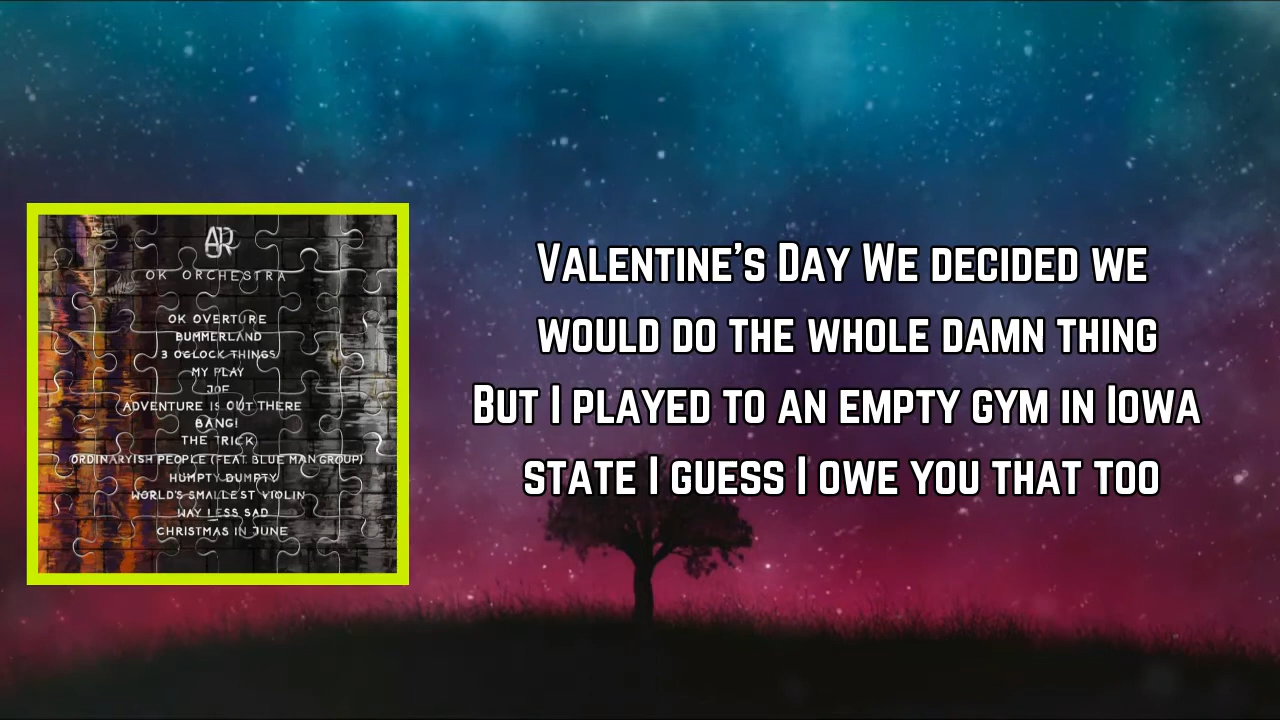 AJR
OK ORCHESTRA
OK OVERTURE
BUMMERLAND
3 O'CLOCK THINGS
MY PLAY
JOE
ADVENTURE IS OUT THERE
BANG!
THE TRICK
ORDINARYISH PEOPLE (FEAT. BLUE MAN GROUP)
HUMPTY DUMPTY
WORLD'S SMALLEST VIOLIN
WAY LESS SAD
CHRISTMAS IN JUNE
Valentine's Day We decided we
would do the whole damn thing
But I played to an empty gym in Iowa
state I guess I owe you that too